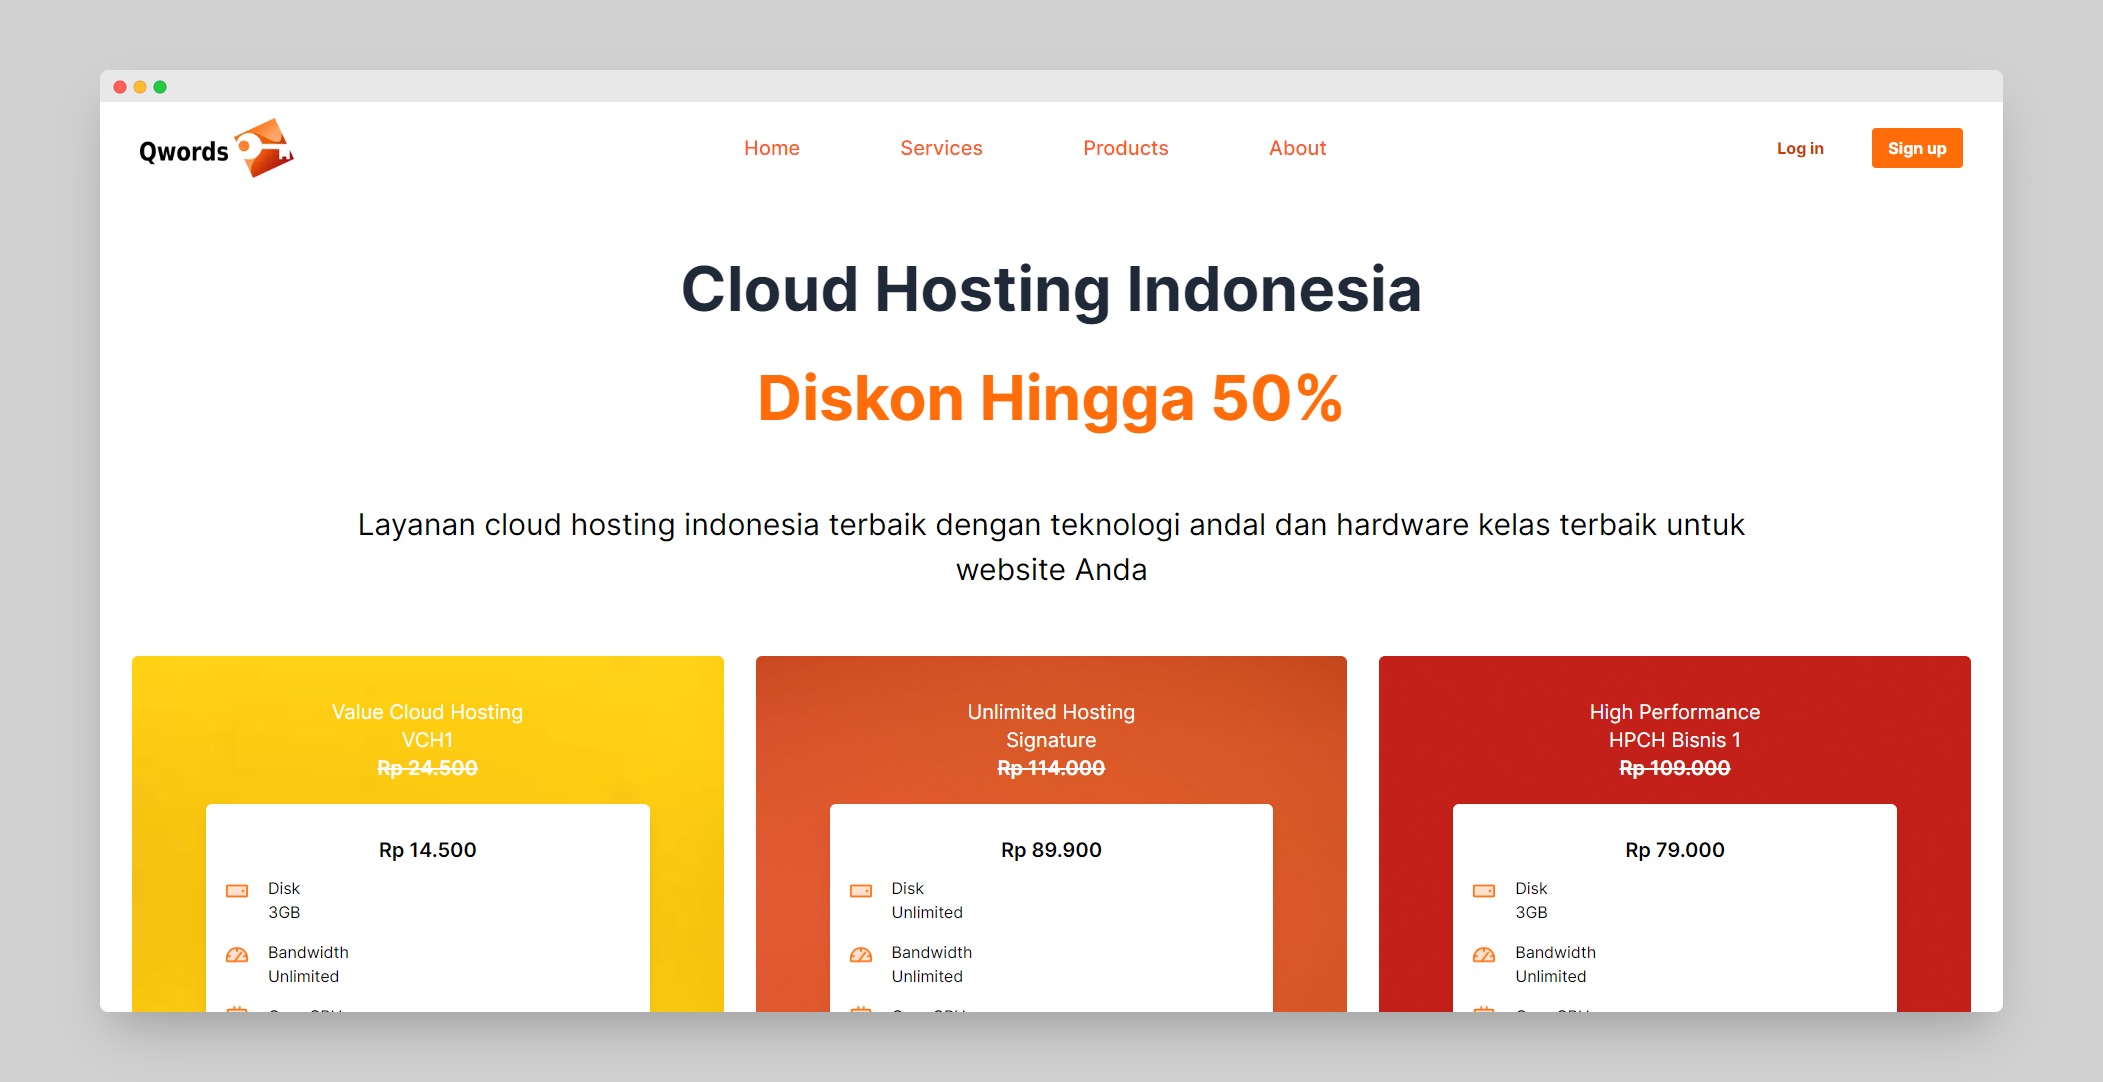 Qwords
Home
Services
Products
About
Log in
Sign up
Cloud Hosting Indonesia
Diskon Hingga 50%
Layanan cloud hosting indonesia terbaik dengan teknologi andal dan hardware kelas terbaik untuk
website Anda
Value Cloud Hosting
VCH1
Rp 24.500
Rp 14.500
Disk
3GB
Bandwidth
Unlimited
Unlimited Hosting
Signature
Rp 114.000
Rp 89.900
Disk
Unlimited
Bandwidth
Unlimited
High Performance
HPCH Bisnis 1
Rp 109.000
Rp 79.000
Disk
3GB
Bandwidth
Unlimited